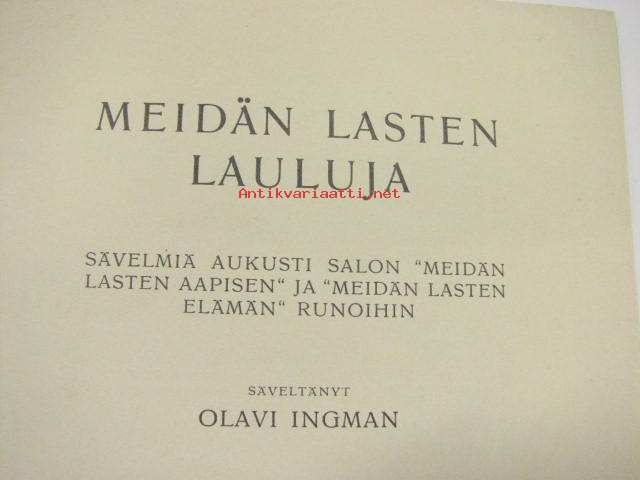 MEIDÄN LASTEN
LAULUJA
Antikvariaatti.net
SÄVELMIÄ AUKUSTI SALON "MEIDÄN
LASTEN AAPISEN" JA "MEIDÄN LASTEN
ELÄMÄN" RUNOIHIN
SÄVELTÄNYT
OLAVI INGMAN